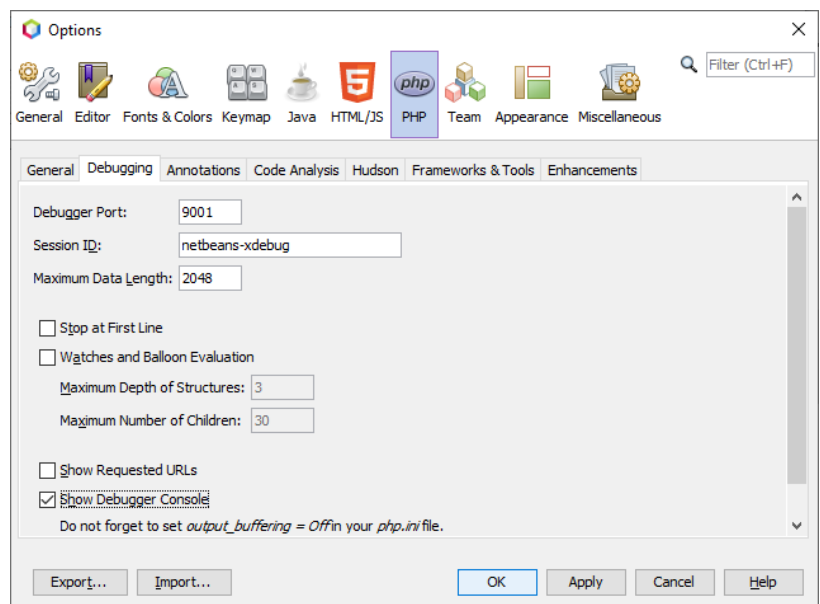 Options
Filter (Ctrl+F)
php
General Editor Fonts & Colors Keymap Java HTML/JS PHP Team Appearance Miscellaneous
General Debugging Annotations Code Analysis Hudson Frameworks & Tools Enhancements
Debugger Port: 9001
Session ID: netbeans-xdebug
Maximum Data Length: 2048
Stop at First Line
Watches and Balloon Evaluation
Maximum Depth of Structures: 3
Maximum Number of Children: 30
Show Requested URLs
Show Debugger Console
Do not forget to set output_buffering = Off in your php.ini file.
Export... Import... OK Apply Cancel Help